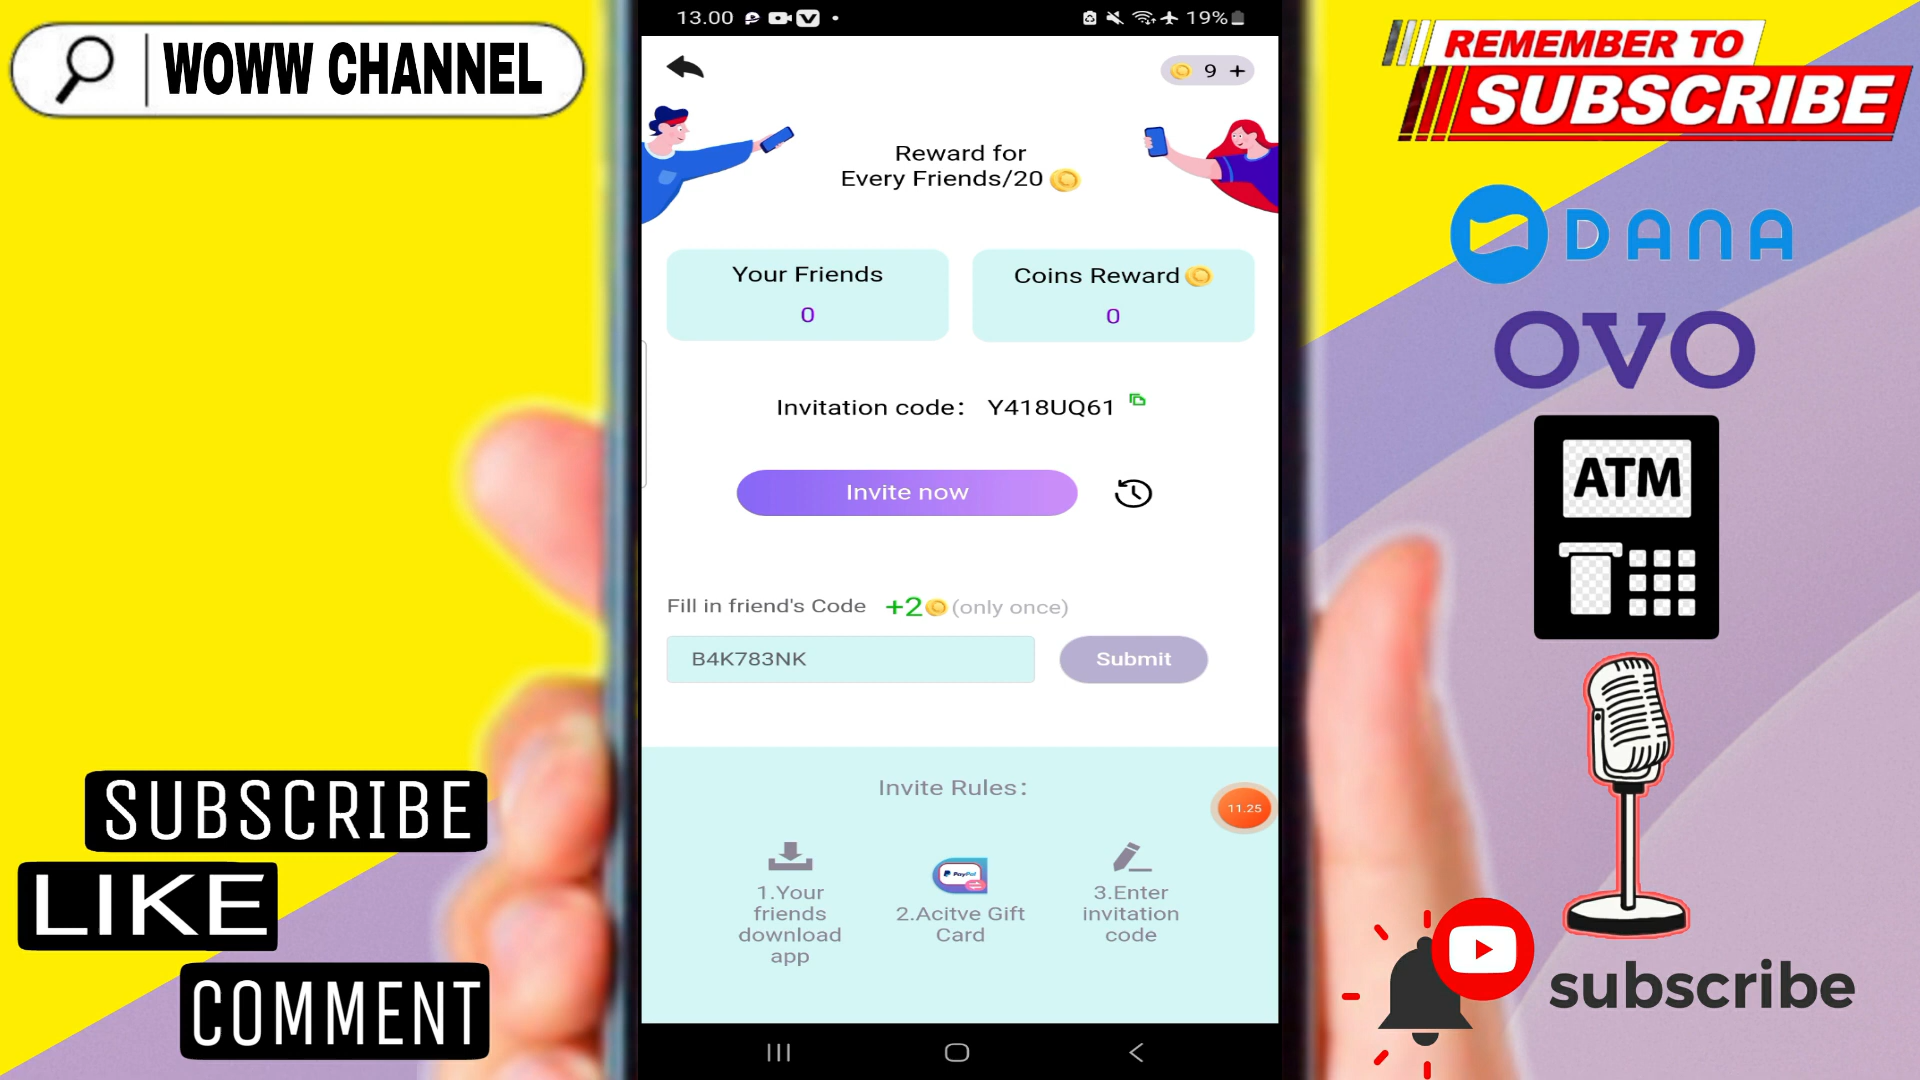 WOWW CHANNEL
13.00
19%
9 +
REMEMBER TO
SUBSCRIBE
Reward for
Every Friends/20
DANA
OVO
ATM
Your Friends
0
Coins Reward
0
Invitation code: Y418UQ61
Invite now
Fill in friend's Code +2 (only once)
B4K783NK
Submit
Invite Rules:
11.25
1.Your
friends
download
app
PayPal
2.Acitve Gift
Card
3.Enter
invitation
code
SUBSCRIBE
LIKE
COMMENT
subscribe